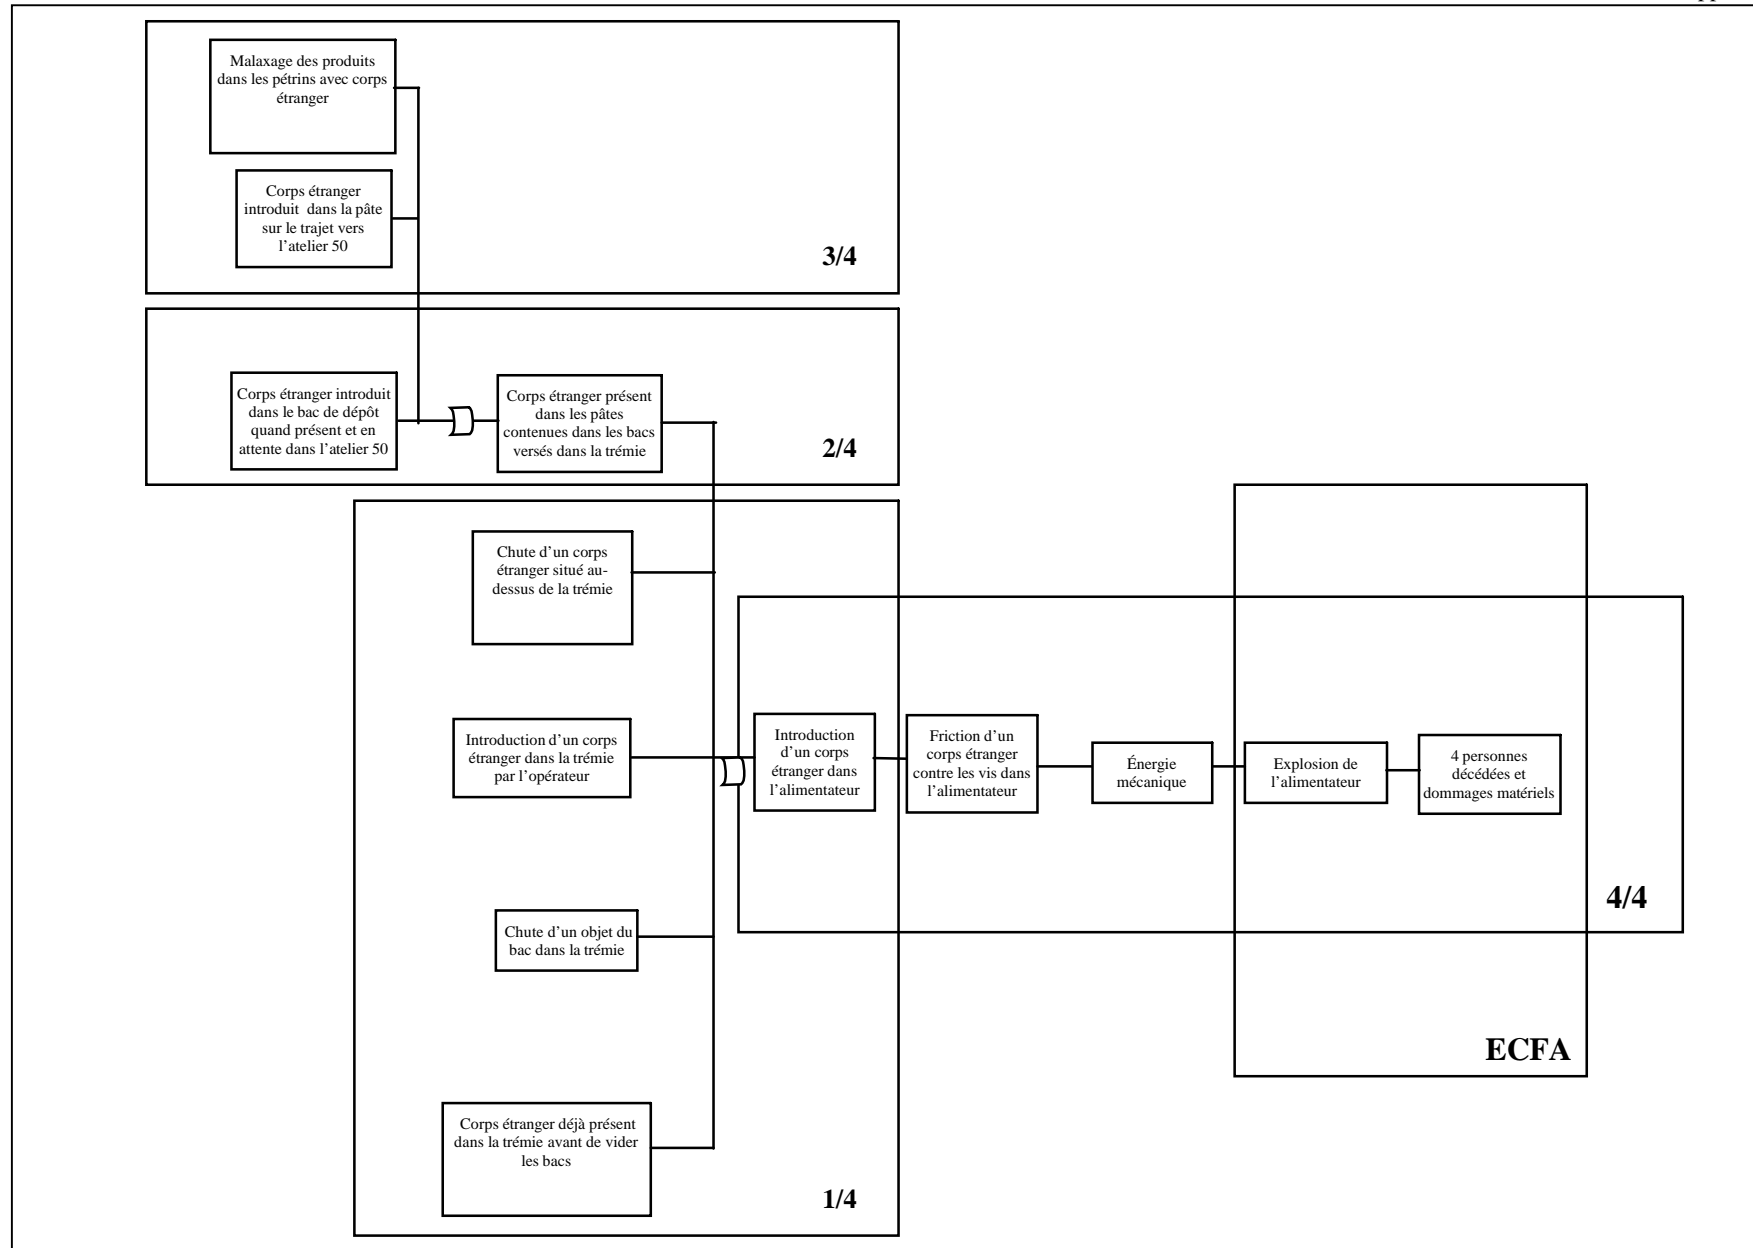 Malaxage des produits
dans les pétrins avec corps
étranger
Corps étranger
introduit dans la pâte
sur le trajet vers
l’atelier 50
3/4
Corps étranger introduit
dans le bac de dépôt
quand présent et en
attente dans l’atelier 50
Corps étranger présent
dans les pâtes
contenues dans les bacs
versés dans la trémie
2/4
Chute d’un corps
étranger situé au-
dessus de la trémie
Introduction d’un corps
étranger dans la trémie
par l’opérateur
Introduction
d’un corps
étranger dans
l’alimentateur
Friction d’un
corps étranger
contre les vis dans
l’alimentateur
Énergie
mécanique
Explosion de
l’alimentateur
4 personnes
décédées et
dommages matériels
4/4
Chute d’un objet du
bac dans la trémie
ECFA
Corps étranger déjà présent
dans la trémie avant de vider
les bacs
1/4